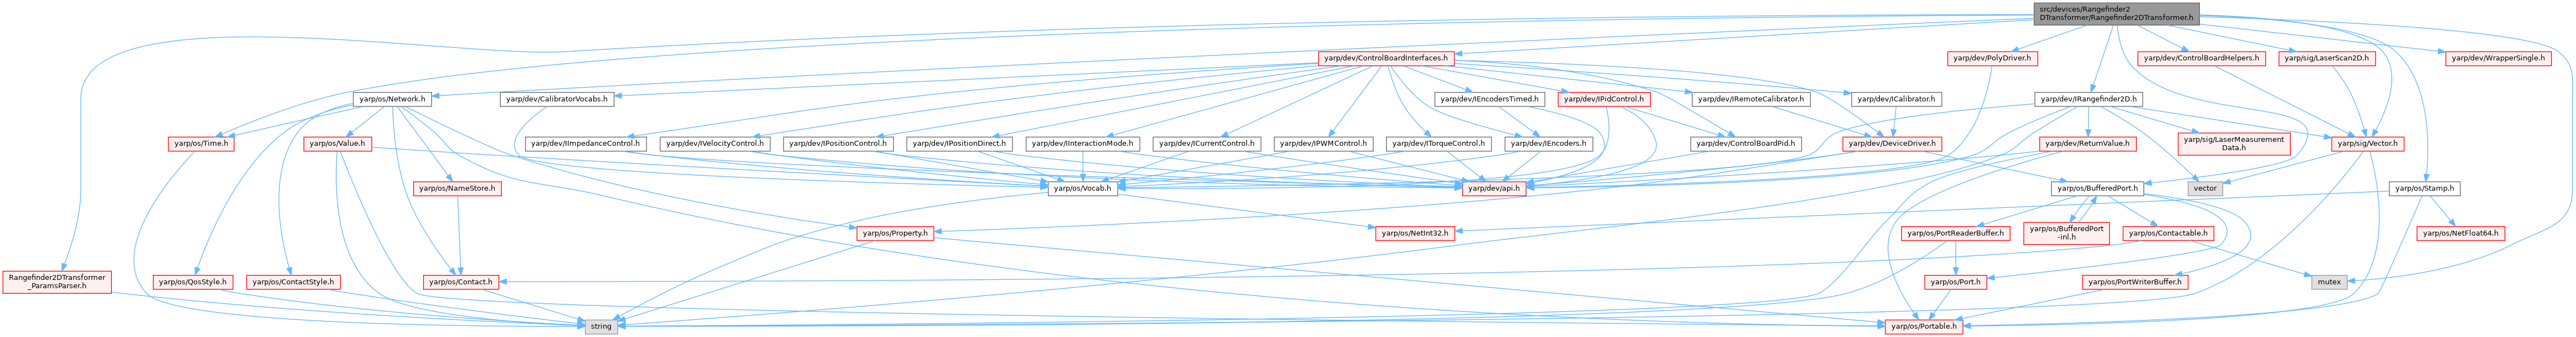 src/devices/Rangefinder2
DTransformer/Rangefinder2DTransformer.h
yarp/dev/ControlBoardInterfaces.h
yarp/dev/PolyDriver.h
yarp/dev/ControlBoardHelpers.h
yarp/sig/LaserScan2D.h
yarp/dev/WrapperSingle.h
yarp/os/Network.h
yarp/dev/CalibratorVocabs.h
yarp/dev/IEncodersTimed.h
yarp/dev/IPidControl.h
yarp/dev/IRemoteCalibrator.h
yarp/dev/ICalibrator.h
yarp/dev/IRangefinder2D.h
yarp/os/Time.h
yarp/os/Value.h
yarp/dev/IImpedanceControl.h
yarp/dev/IVelocityControl.h
yarp/dev/IPositionControl.h
yarp/dev/IPositionDirect.h
yarp/dev/IInteractionMode.h
yarp/dev/ICurrentControl.h
yarp/dev/IPWMControl.h
yarp/dev/ITorqueControl.h
yarp/dev/IEncoders.h
yarp/dev/ControlBoardPid.h
yarp/dev/DeviceDriver.h
yarp/dev/ReturnValue.h
yarp/sig/LaserMeasurement
Data.h
yarp/sig/Vector.h
yarp/os/NameStore.h
yarp/os/Vocab.h
yarp/dev/api.h
yarp/os/BufferedPort.h
vector
yarp/os/Stamp.h
yarp/os/Property.h
yarp/os/NetInt32.h
yarp/os/PortReaderBuffer.h
yarp/os/BufferedPort
-inl.h
yarp/os/Contactable.h
yarp/os/NetFloat64.h
Rangefinder2DTransformer
_ParamsParser.h
yarp/os/QosStyle.h
yarp/os/ContactStyle.h
yarp/os/Contact.h
yarp/os/Port.h
yarp/os/PortWriterBuffer.h
mutex
string
yarp/os/Portable.h